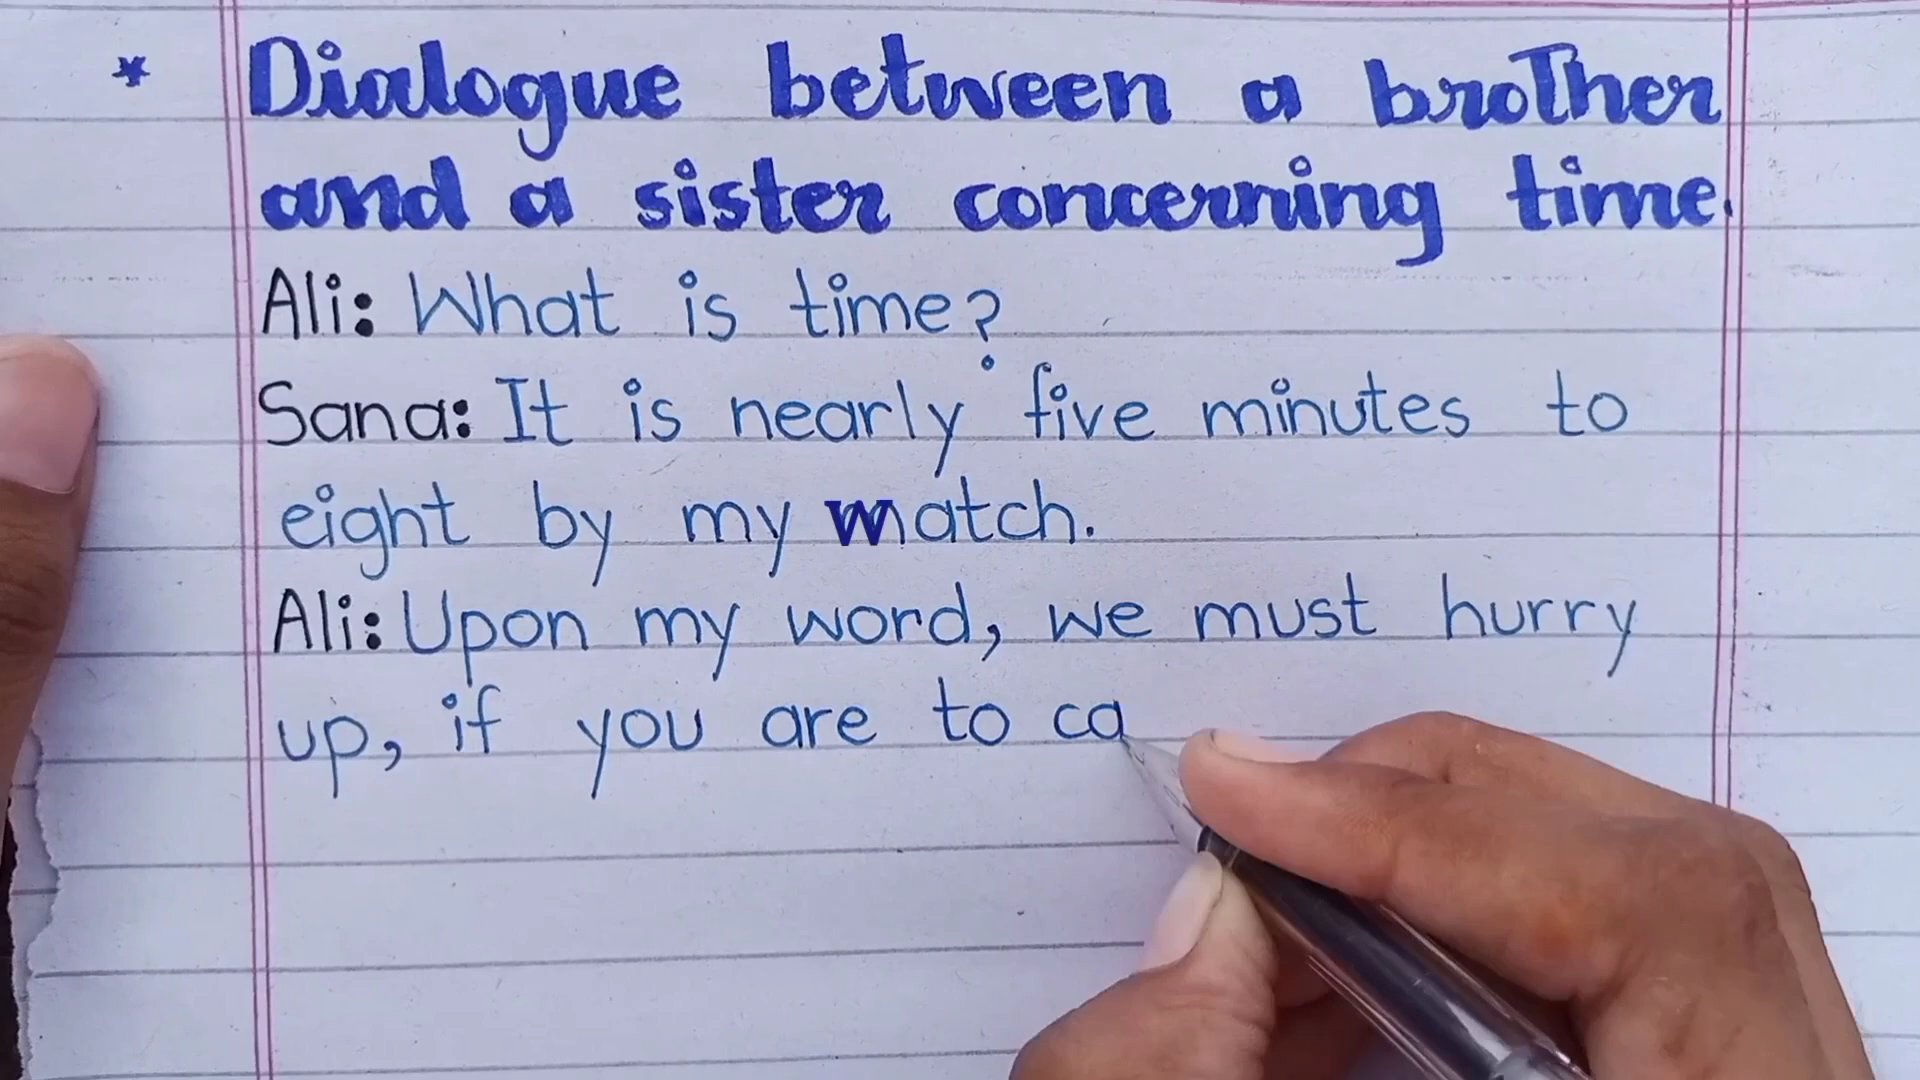 * Dialogue between a brother
and a sister concerning time.
Ali: What is time?
Sana: It is nearly five minutes to
eight by my watch.
Ali: Upon my word, we must hurry
up, if you are to ca